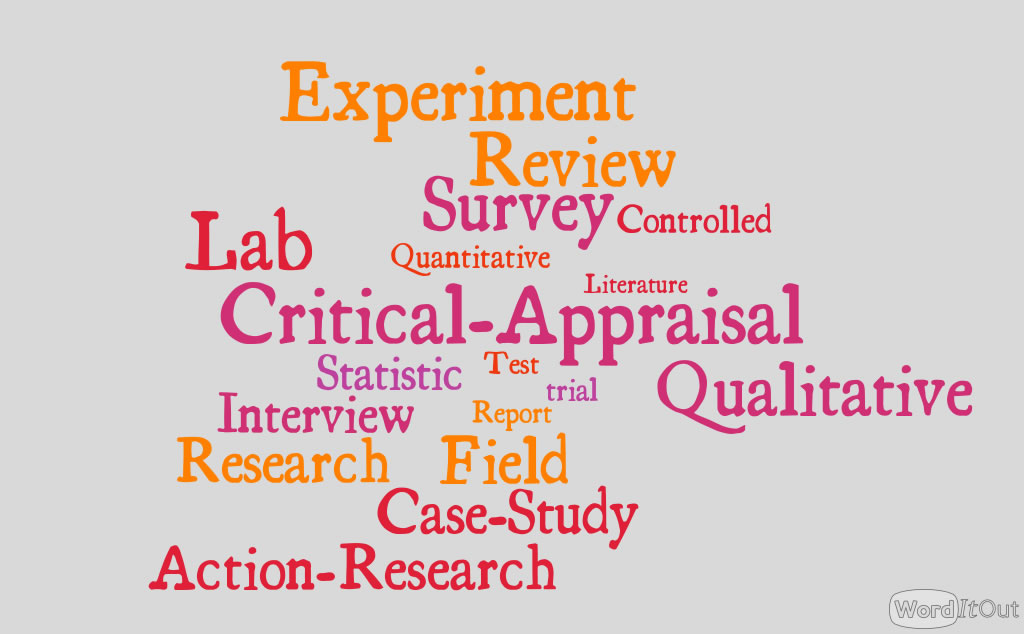 Experiment
Review
Survey
Controlled
Lab
Quantitative
Literature
Critical-Appraisal
Statistic
Test
trial
Qualitative
Interview
Report
Research
Field
Case-Study
Action-Research
WordItOut